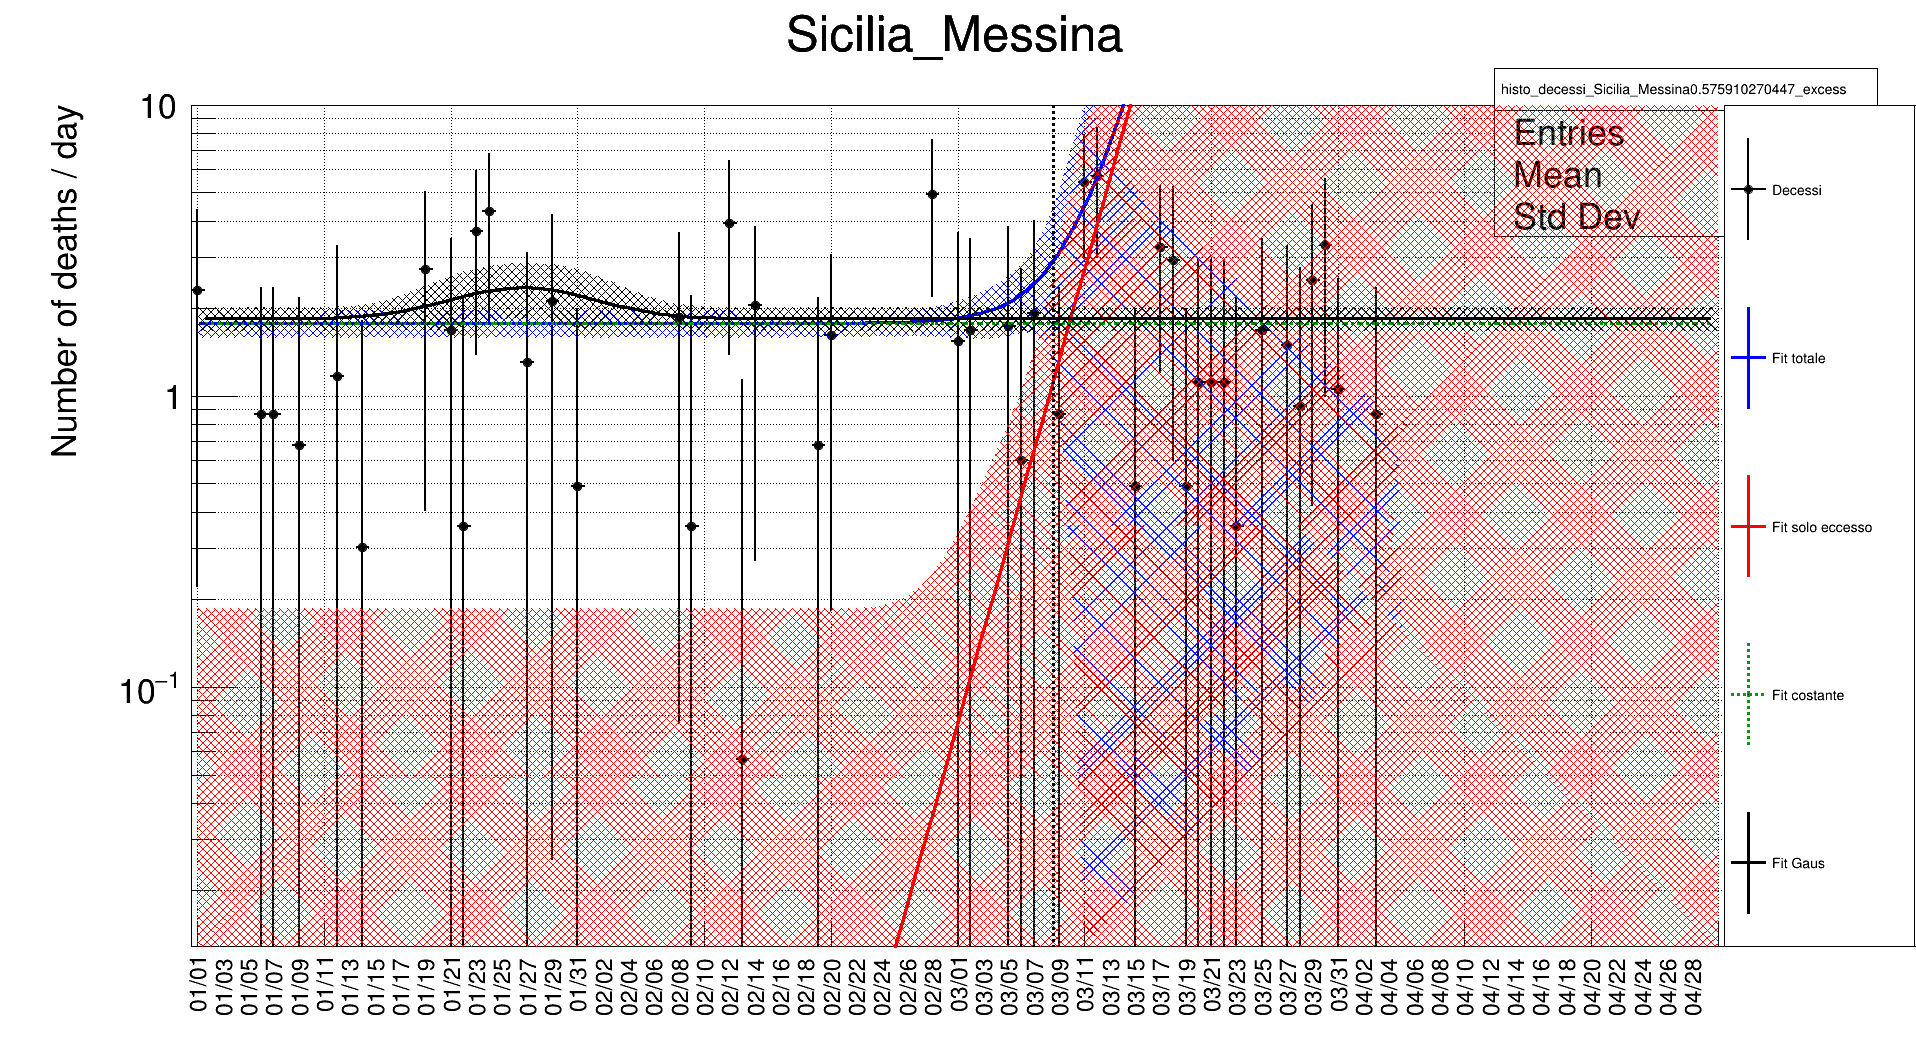 Sicilia_Messina
histo_decessi_Sicilia_Messina0.575910270447_excess
Entries
Mean
Std Dev
Number of deaths / day
10
1
10⁻¹
Decessi
Fit totale
Fit solo eccesso
Fit costante
Fit Gaus
01/01 01/03 01/05 01/07 01/09 01/11 01/13 01/15 01/17 01/19 01/21 01/23 01/25 01/27 01/29 01/31 02/02 02/04 02/06 02/08 02/10 02/12 02/14 02/16 02/18 02/20 02/22 02/24 02/26 02/28 03/01 03/03 03/05 03/07 03/09 03/11 03/13 03/15 03/17 03/19 03/21 03/23 03/25 03/27 03/29 03/31 04/02 04/04 04/06 04/08 04/10 04/12 04/14 04/16 04/18 04/20 04/22 04/24 04/26 04/28